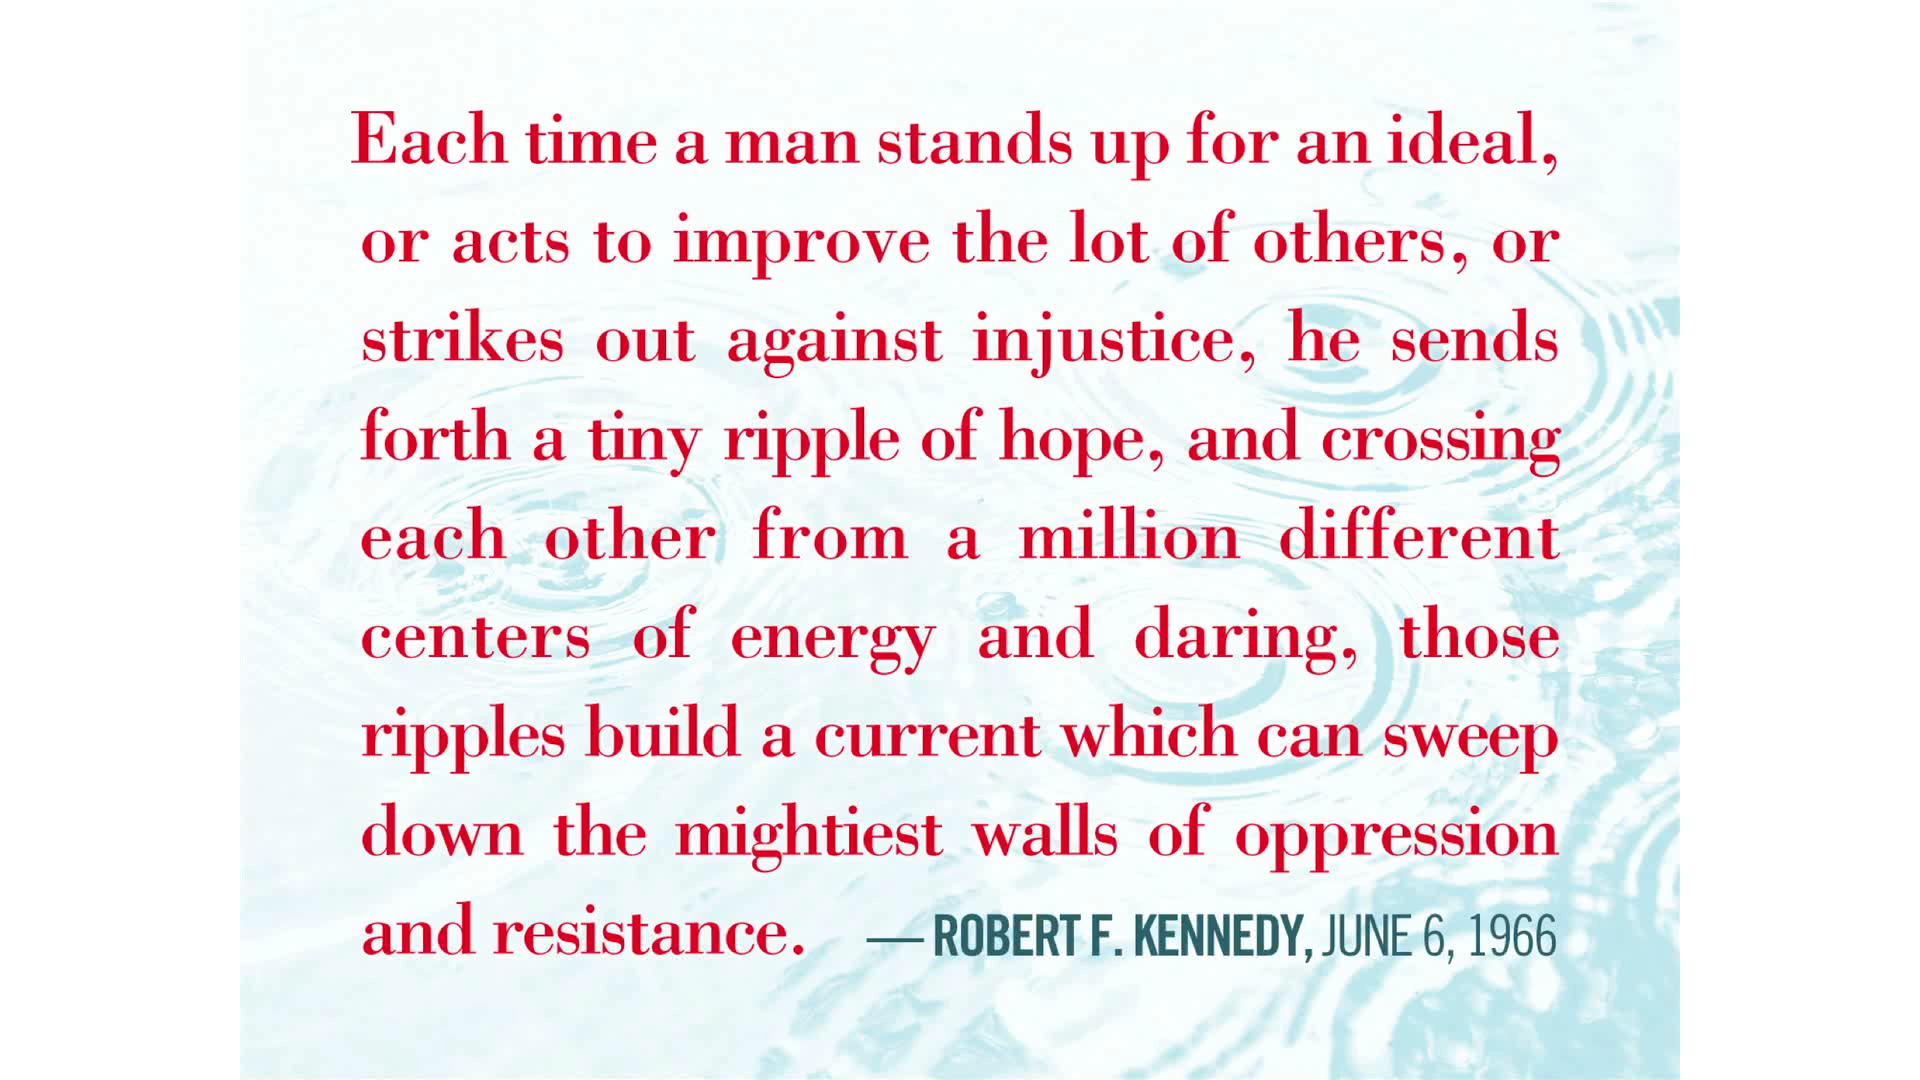 Each time a man stands up for an ideal,
or acts to improve the lot of others, or
strikes out against injustice, he sends
forth a tiny ripple of hope, and crossing
each other from a million different
centers of energy and daring, those
ripples build a current which can sweep
down the mightiest walls of oppression
and resistance. — ROBERT F. KENNEDY, JUNE 6, 1966